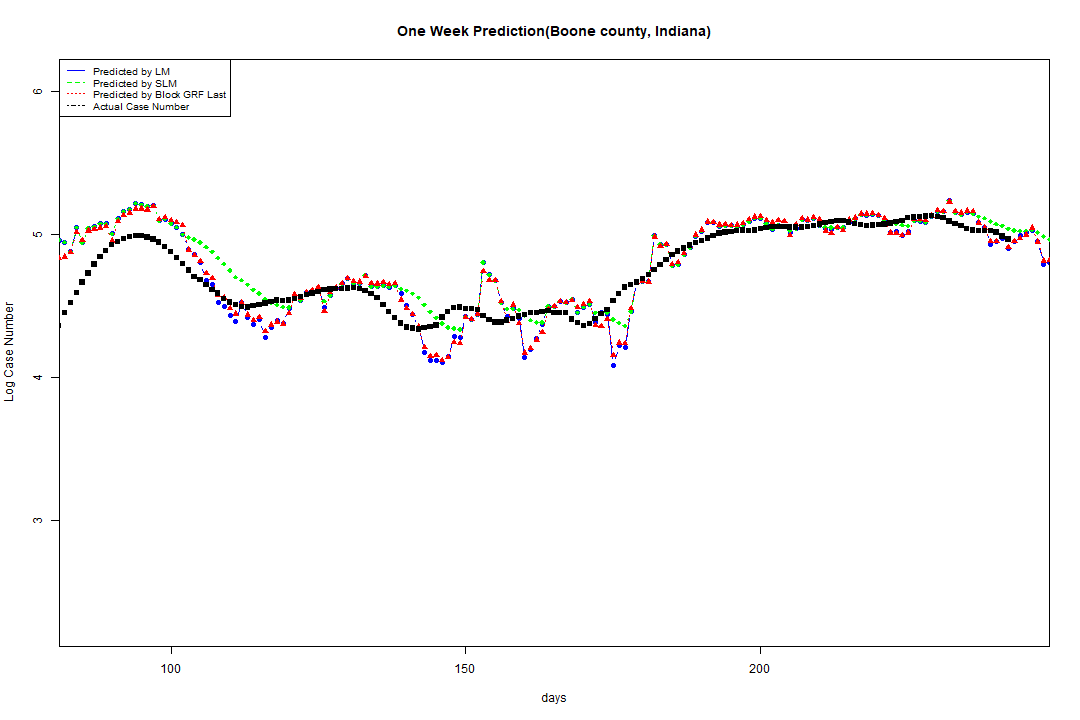 One Week Prediction(Boone county, Indiana)
Predicted by LM
Predicted by SLM
Predicted by Block GRF Last
Actual Case Number
6
5
4
3
Log Case Number
100 150 200
days